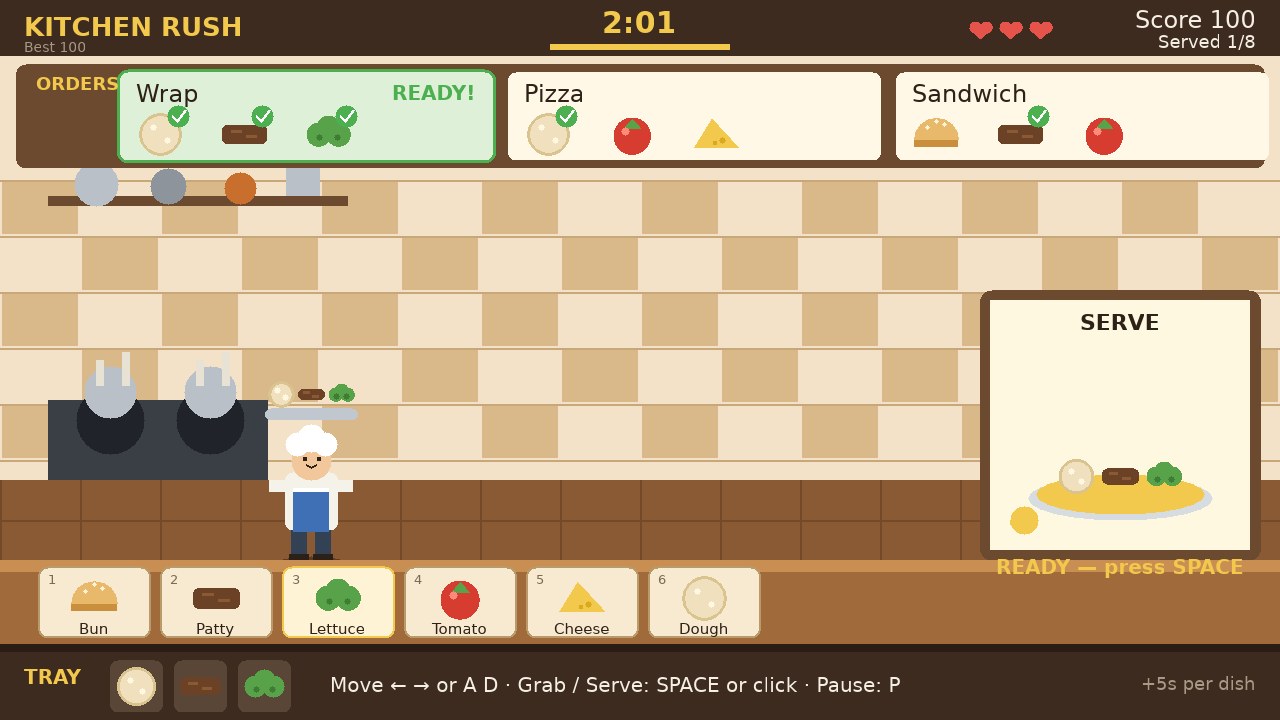 KITCHEN RUSH
Best 100
2:01
Score 100
Served 1/8
ORDERS
Wrap
READY!
Pizza
Sandwich
SERVE
READY — press SPACE
1
Bun
2
Patty
3
Lettuce
4
Tomato
5
Cheese
6
Dough
TRAY
Move ← → or A D · Grab / Serve: SPACE or click · Pause: P
+5s per dish